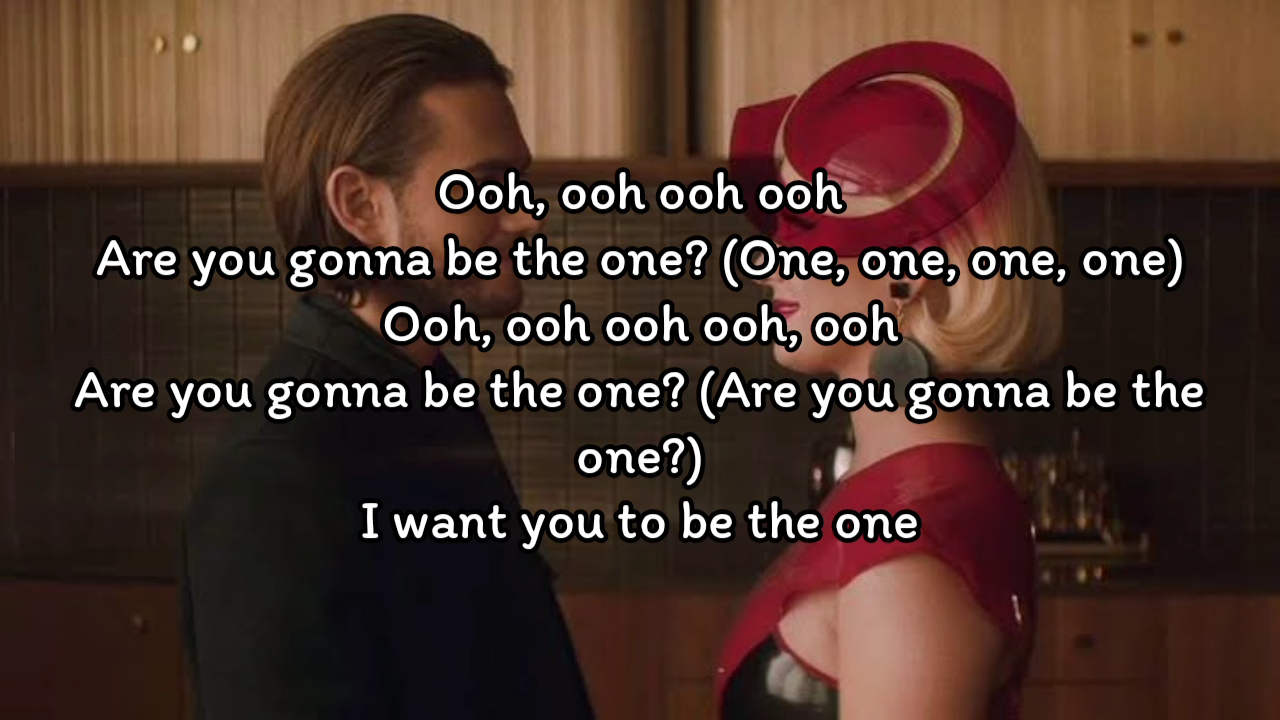 Ooh, ooh ooh ooh
Are you gonna be the one? (One, one, one, one)
Ooh, ooh ooh ooh, ooh
Are you gonna be the one? (Are you gonna be the
one?)
I want you to be the one